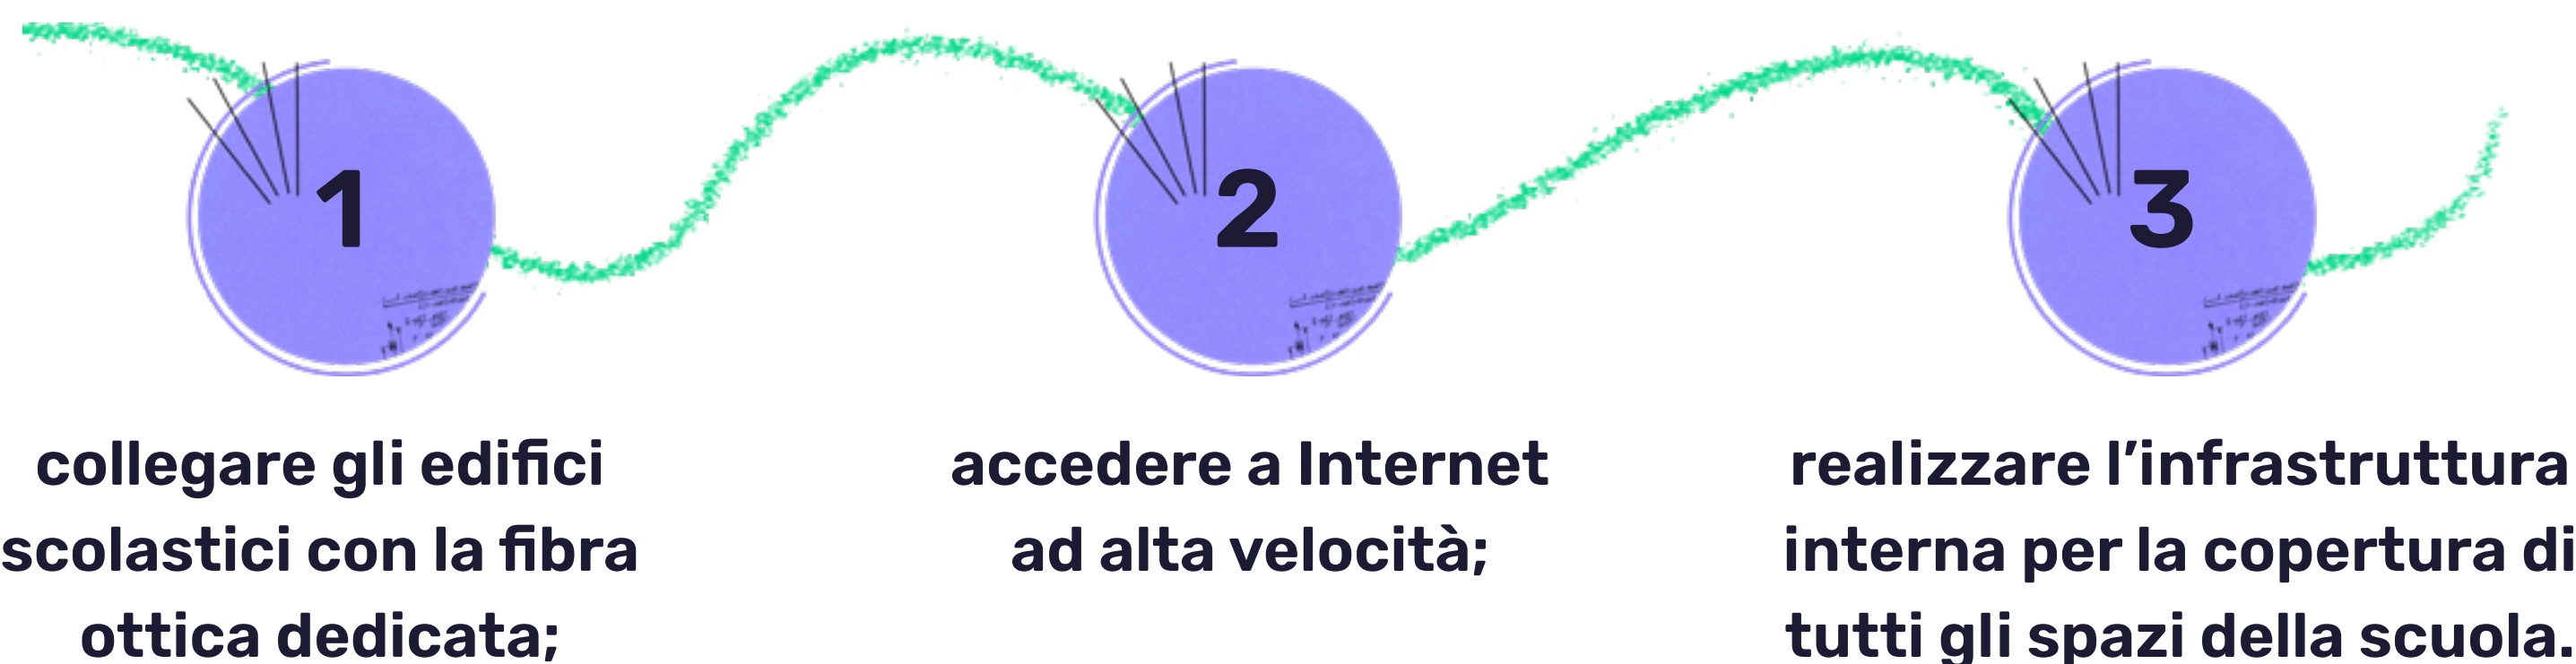 1
collegare gli edifici
scolastici con la fibra
ottica dedicata;
2
accedere a Internet
ad alta velocità;
3
realizzare l’infrastruttura
interna per la copertura di
tutti gli spazi della scuola.